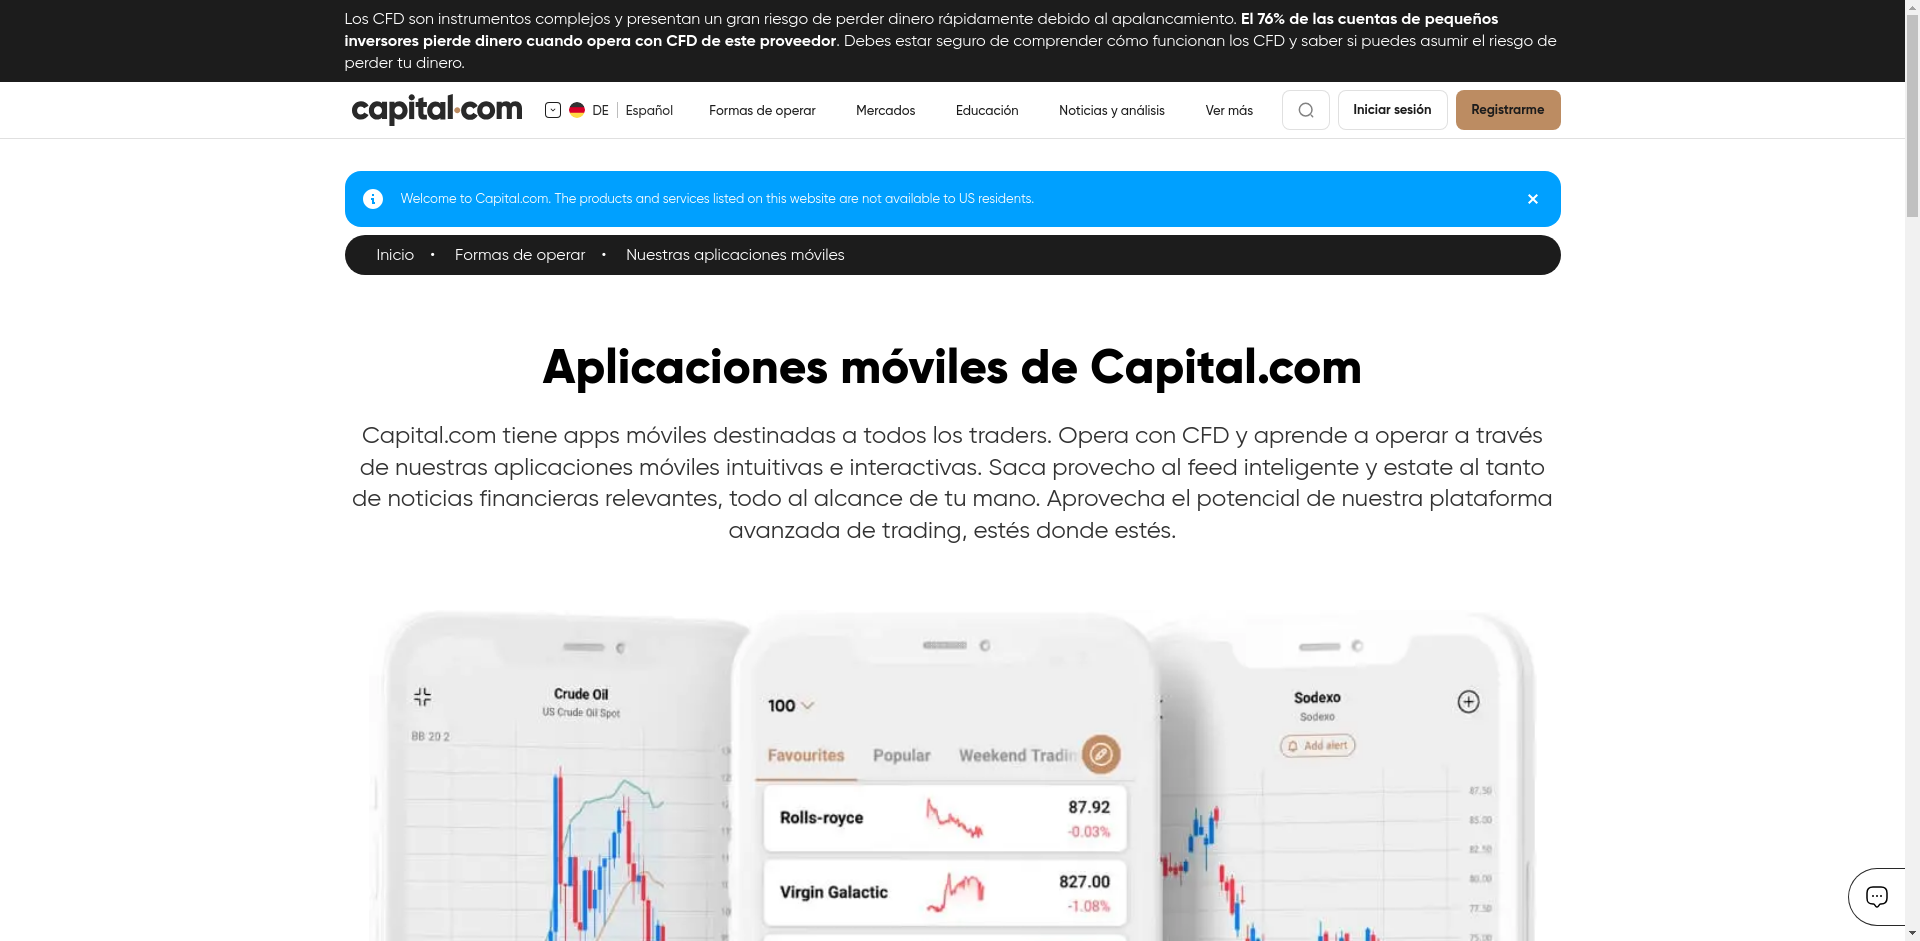 Los CFD son instrumentos complejos y presentan un gran riesgo de perder dinero rápidamente debido al apalancamiento. El 76% de las cuentas de pequeños
inversores pierde dinero cuando opera con CFD de este proveedor. Debes estar seguro de comprender cómo funcionan los CFD y saber si puedes asumir el riesgo de
perder tu dinero.
capital.com DE Español Formas de operar Mercados Educación Noticias y análisis Ver más Iniciar sesión Registrarme
Welcome to Capital.com. The products and services listed on this website are not available to US residents.
Inicio • Formas de operar • Nuestras aplicaciones móviles
Aplicaciones móviles de Capital.com
Capital.com tiene apps móviles destinadas a todos los traders. Opera con CFD y aprende a operar a través
de nuestras aplicaciones móviles intuitivas e interactivas. Saca provecho al feed inteligente y estate al tanto
de noticias financieras relevantes, todo al alcance de tu mano. Aprovecha el potencial de nuestra plataforma
avanzada de trading, estés donde estés.
Crude Oil
US Crude Oil Spot
BB 20 2
100
Favourites Popular Weekend Tradin
Rolls-royce 87.92
-0.03%
Virgin Galactic 827.00
-1.08%
Sodexo
Sodexo
Add alert
87.50
85.00
82.50
80.00
77.50
75.00